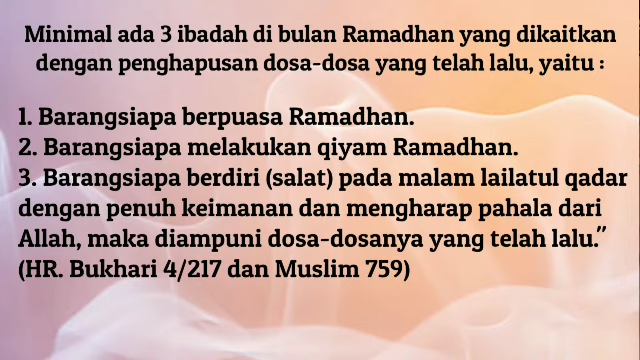 Minimal ada 3 ibadah di bulan Ramadhan yang dikaitkan
dengan penghapusan dosa-dosa yang telah lalu, yaitu :
1. Barangsiapa berpuasa Ramadhan.
2. Barangsiapa melakukan qiyam Ramadhan.
3. Barangsiapa berdiri (salat) pada malam lailatul qadar
dengan penuh keimanan dan mengharap pahala dari
Allah, maka diampuni dosa-dosanya yang telah lalu.”
(HR. Bukhari 4/217 dan Muslim 759)